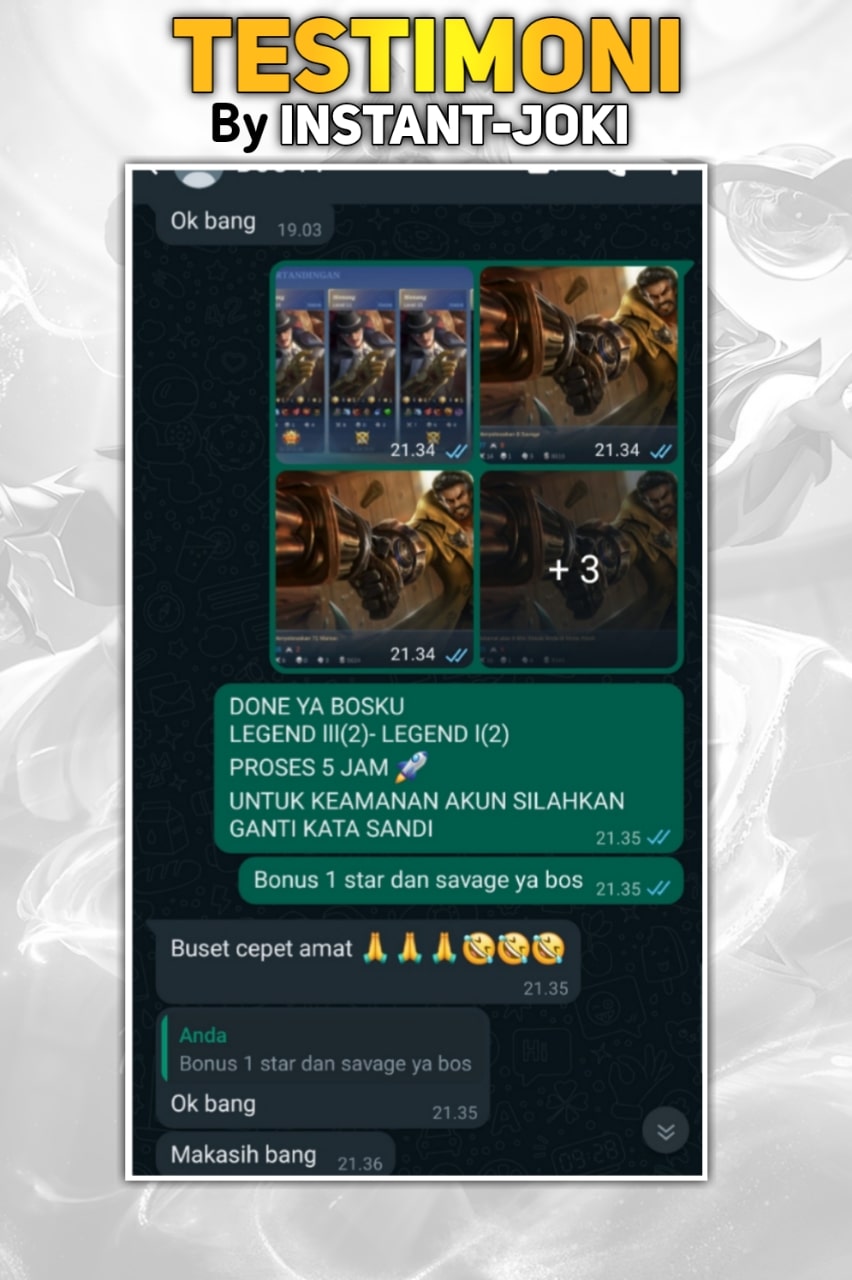 TESTIMONI
By INSTANT-JOKI
Ok bang 19.03
RTANDINGAN
21.34
21.34
21.34
+ 3
DONE YA BOSKU
LEGEND III(2)- LEGEND I(2)
PROSES 5 JAM 🚀
UNTUK KEAMANAN AKUN SILAHKAN
GANTI KATA SANDI
21.35
Bonus 1 star dan savage ya bos 21.35
Buset cepet amat 🙏🙏🙏🤣🤣🤣
21.35
Anda
Bonus 1 star dan savage ya bos
Ok bang 21.35
Makasih bang 21.36